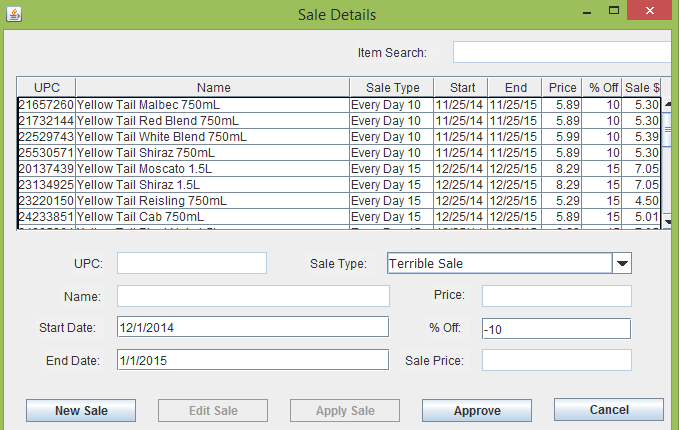 Sale Details
Item Search:
UPC Name Sale Type Start End Price % Off Sale $
21657260 Yellow Tail Malbec 750mL Every Day 10 11/25/14 11/25/15 5.89 10 5.30
21732144 Yellow Tail Red Blend 750mL Every Day 10 11/25/14 11/25/15 5.89 10 5.30
22529743 Yellow Tail White Blend 750mL Every Day 10 11/25/14 11/25/15 5.99 10 5.39
25530571 Yellow Tail Shiraz 750mL Every Day 10 11/25/14 11/25/15 5.89 10 5.30
20137439 Yellow Tail Moscato 1.5L Every Day 15 12/25/14 12/25/15 8.29 15 7.05
23134925 Yellow Tail Shiraz 1.5L Every Day 15 12/25/14 12/25/15 8.29 15 7.05
23220150 Yellow Tail Reisling 750mL Every Day 15 12/25/14 12/25/15 5.29 15 4.50
24233851 Yellow Tail Cab 750mL Every Day 15 12/25/14 12/25/15 5.89 15 5.01
UPC: Sale Type: Terrible Sale
Name: Price:
Start Date: 12/1/2014 % Off: -10
End Date: 1/1/2015 Sale Price:
New Sale Edit Sale Apply Sale Approve Cancel